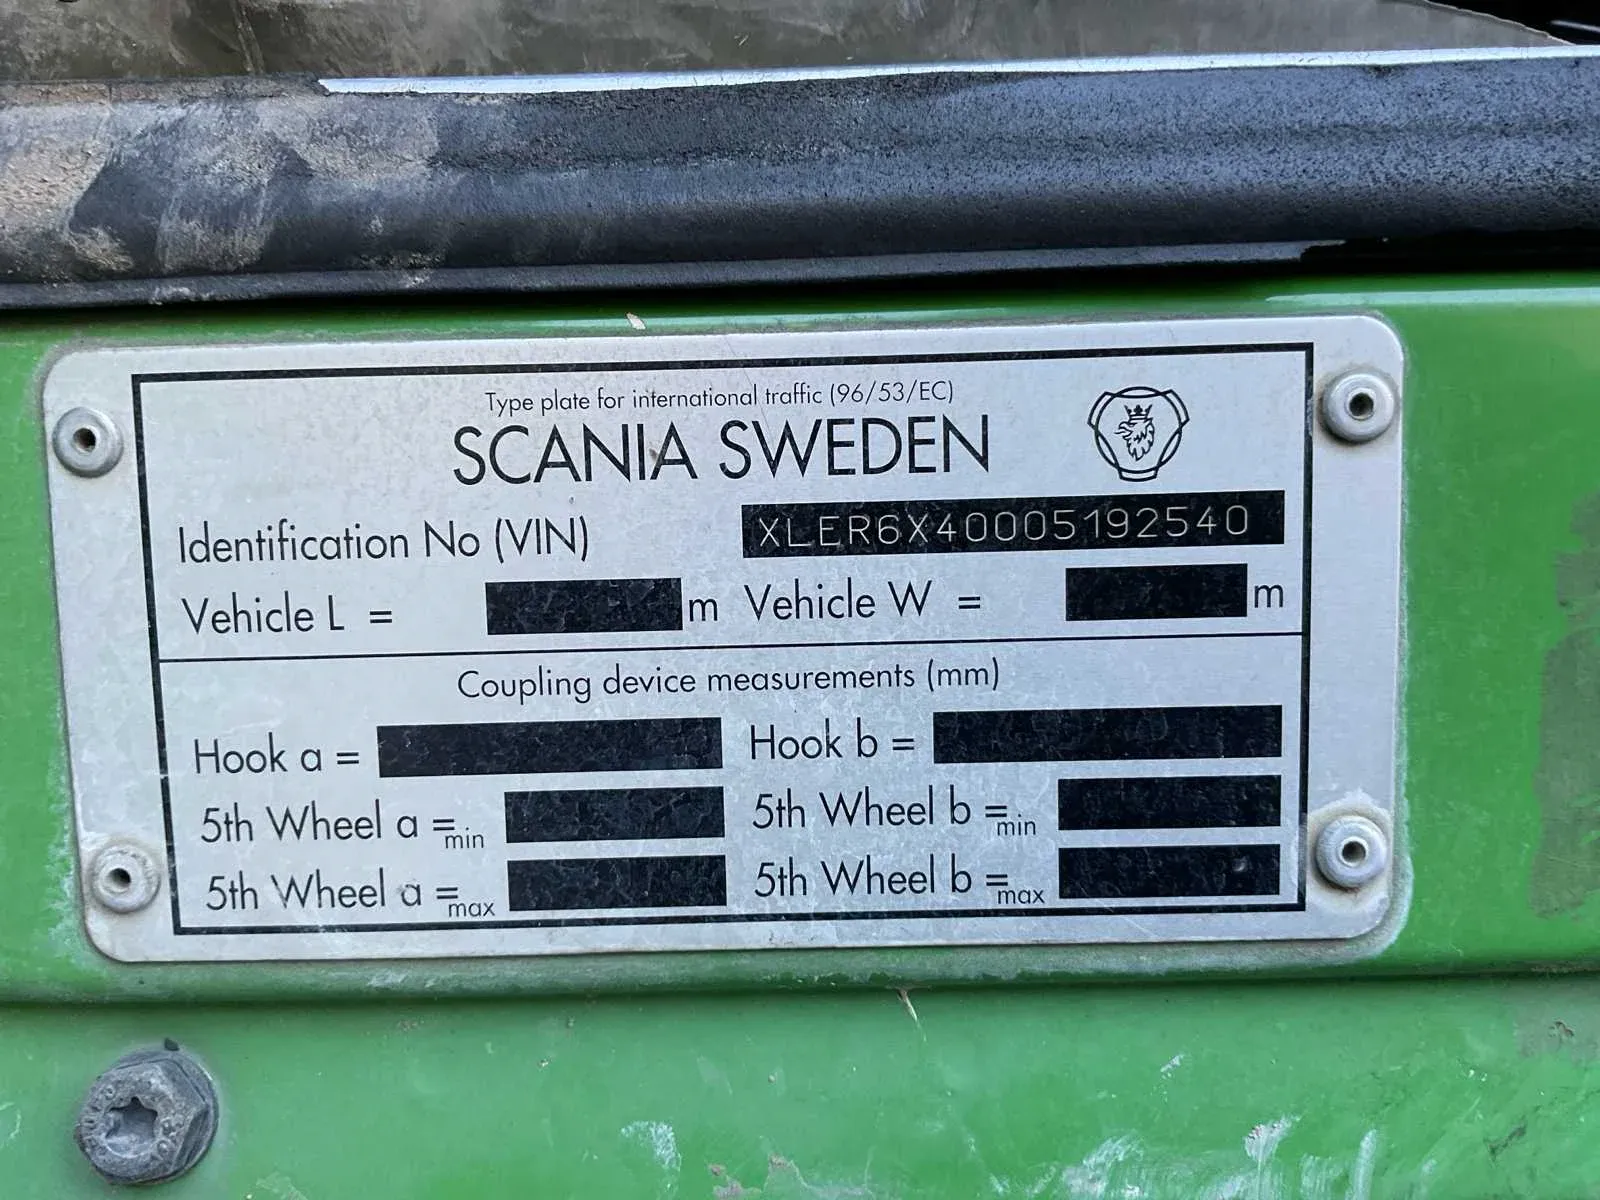 Type plate for international traffic (96/53/EC)
SCANIA SWEDEN
Identification No (VIN) XLER6X40005192540
Vehicle L = m Vehicle W = m
Coupling device measurements (mm)
Hook a = Hook b =
5th Wheel a =min 5th Wheel b =min
5th Wheel a =max 5th Wheel b =max